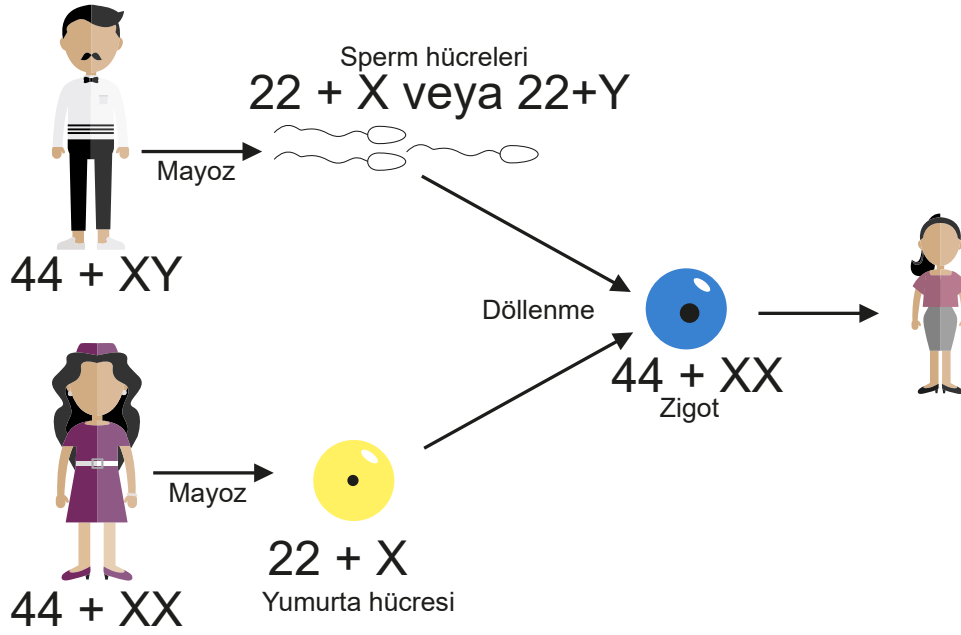 Sperm hücreleri
22 + X veya 22+Y
Mayoz
44 + XY
Döllenme
44 + XX
Zigot
Mayoz
22 + X
Yumurta hücresi
44 + XX